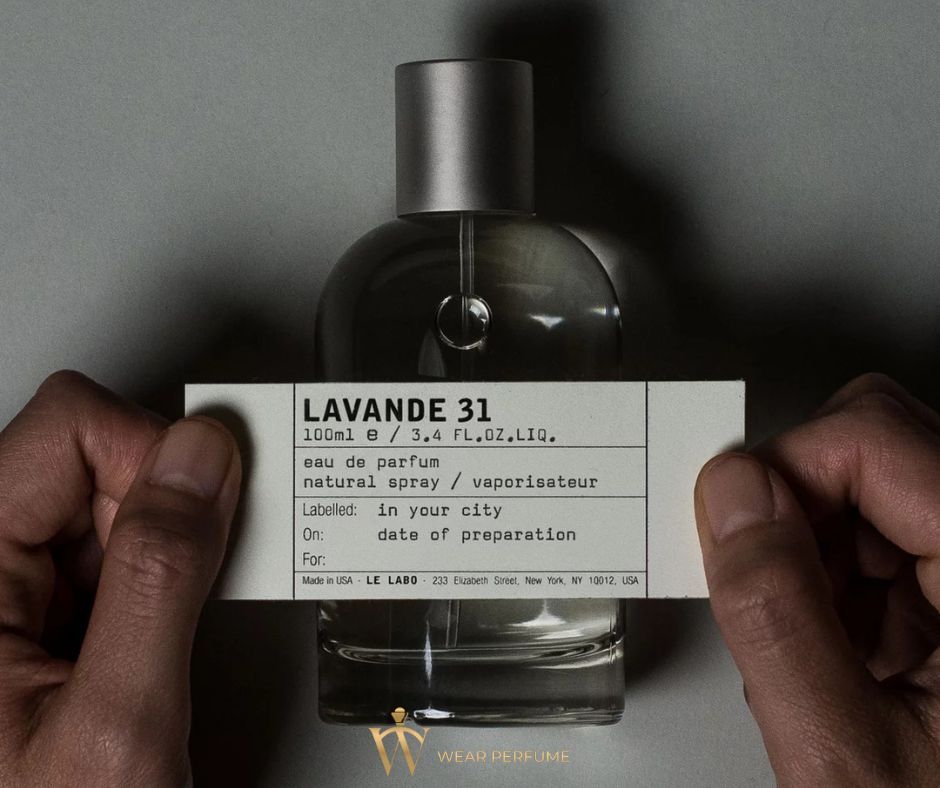 LAVANDE 31
100ml e / 3.4 FL.OZ.LIQ.
eau de parfum
natural spray / vaporisateur
Labelled: in your city
On: date of preparation
For:
Made in USA - LE LABO - 233 Elizabeth Street, New York, NY 10012, USA
WEAR PERFUME